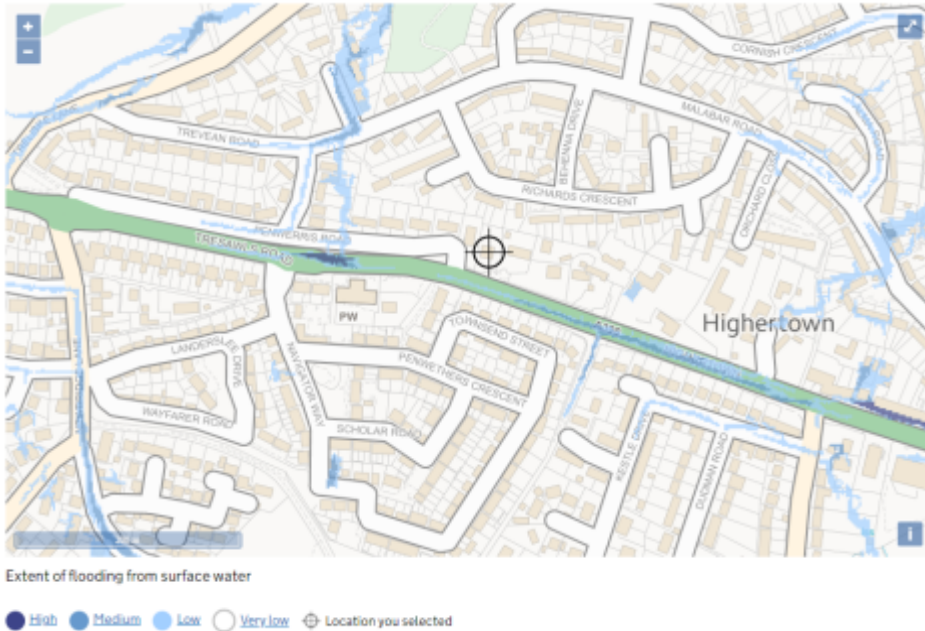 +
−
CORNISH CRESCENT
MALABAR ROAD
TREVEAN ROAD
BEHENNA DRIVE
RICHARDS CRESCENT
ORCHARD CLOSE
PENWERRIS ROAD
TRESAWLS ROAD
PW
Highertown
TOWNSEND STREET
LANDERSLEE DRIVE
NAVIGATOR WAY
PENWETHERS CRESCENT
WAYFARER ROAD
SCHOLAR ROAD
KESTLE DRIVE
DUDMAN ROAD
i
Extent of flooding from surface water
High Medium Low Very low Location you selected